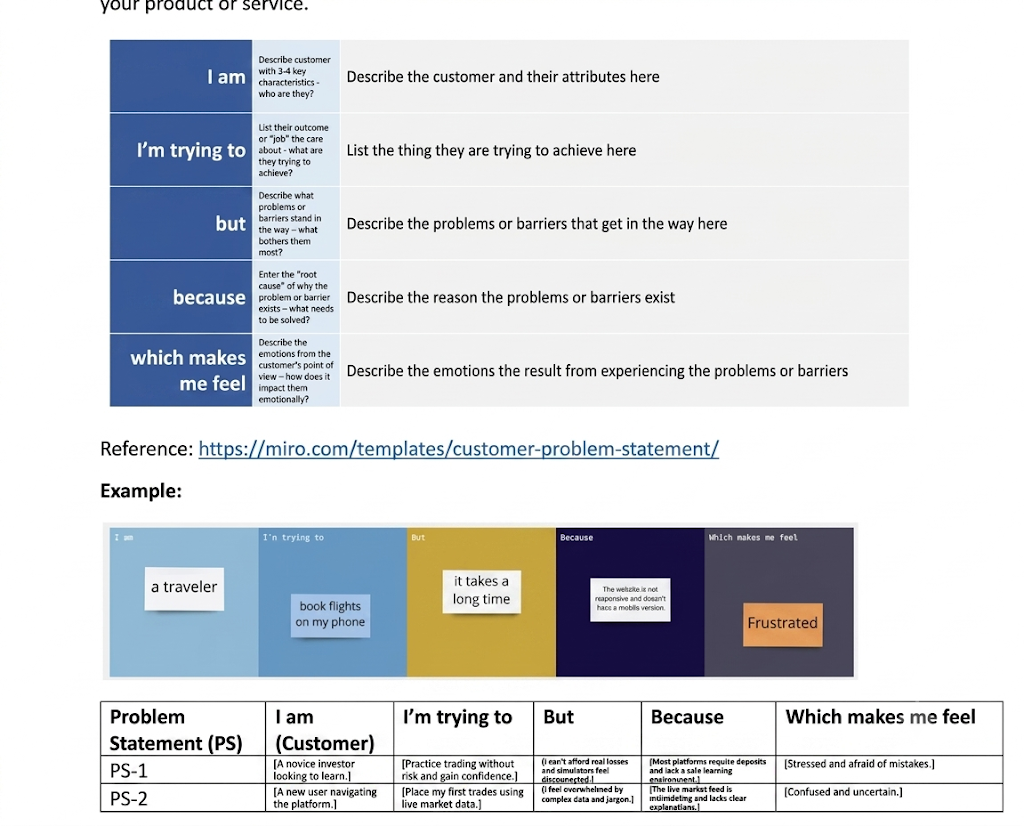 your product or service.
I am
Describe customer
with 3-4 key
characteristics -
who are they?
Describe the customer and their attributes here
I'm trying to
List their outcome
or "job" the care
about - what are
they trying to
achieve?
List the thing they are trying to achieve here
but
Describe what
problems or
barriers stand in
the way – what
bothers them
most?
Describe the problems or barriers that get in the way here
because
Enter the "root
cause" of why the
problem or barrier
exists – what needs
to be solved?
Describe the reason the problems or barriers exist
which makes
me feel
Describe the
emotions from the
customer's point of
view – how does it
impact them
emotionally?
Describe the emotions the result from experiencing the problems or barriers
Reference: https://miro.com/templates/customer-problem-statement/
Example:
I am
a traveler
I'n trying to
book flights
on my phone
But
it takes a
long time
Because
The website is not
responsive and doesn't
hacs a mobils version.
Which makes me feel
Frustrated
Problem
Statement (PS)
I am
(Customer)
I'm trying to
But
Because
Which makes me feel
PS-1
[A novice investor
looking to learn.]
[Practice trading without
risk and gain confidence.]
(I ean't afford real losses
and simulators feel
discounected.]
[Most platforms requite deposits
and lack a sale learning
enaironunent.]
[Stressed and afraid of mistakes.]
PS-2
[A new user navigating
the platform.]
[Place my first trades using
live market data.]
(I feel overwhelmed by
complex data and jargon.]
[The live markst feed is
miiimdeting and lacks clear
explanatians.]
[Confused and uncertain.]